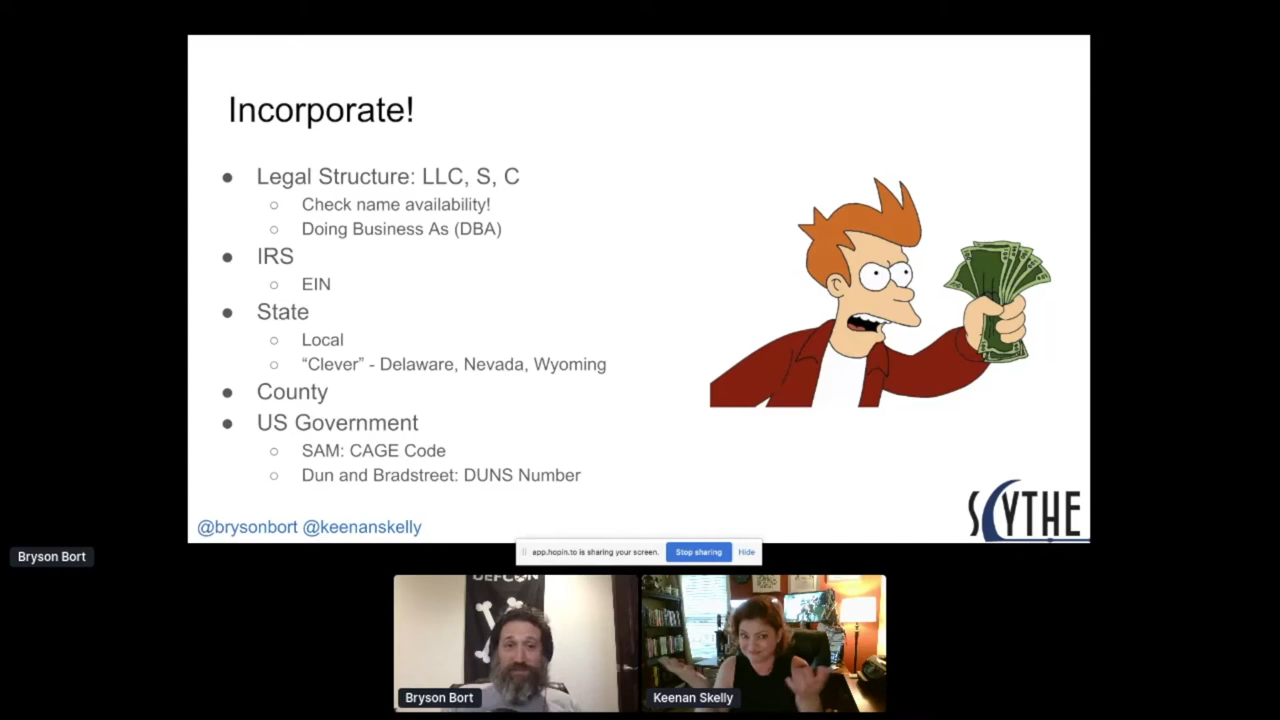 Incorporate!
● Legal Structure: LLC, S, C
○ Check name availability!
○ Doing Business As (DBA)
● IRS
○ EIN
● State
○ Local
○ “Clever” - Delaware, Nevada, Wyoming
● County
● US Government
○ SAM: CAGE Code
○ Dun and Bradstreet: DUNS Number
@brysonbort @keenanskelly
SCYTHE
app.hopin.to is sharing your screen. Stop sharing Hide
Bryson Bort
DEFCON
Bryson Bort
Keenan Skelly